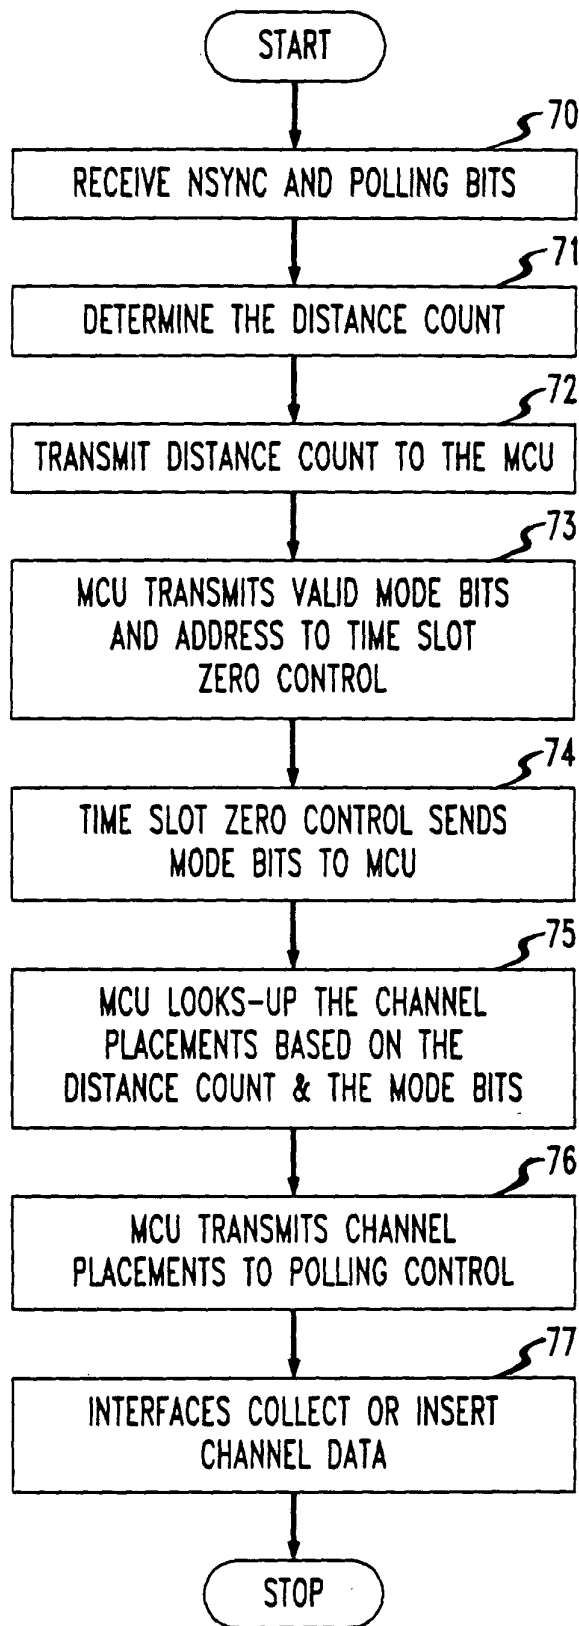 START
70
RECEIVE NSYNC AND POLLING BITS
71
DETERMINE THE DISTANCE COUNT
72
TRANSMIT DISTANCE COUNT TO THE MCU
73
MCU TRANSMITS VALID MODE BITS
AND ADDRESS TO TIME SLOT
ZERO CONTROL
74
TIME SLOT ZERO CONTROL SENDS
MODE BITS TO MCU
75
MCU LOOKS-UP THE CHANNEL
PLACEMENTS BASED ON THE
DISTANCE COUNT & THE MODE BITS
76
MCU TRANSMITS CHANNEL
PLACEMENTS TO POLLING CONTROL
77
INTERFACES COLLECT OR INSERT
CHANNEL DATA
STOP